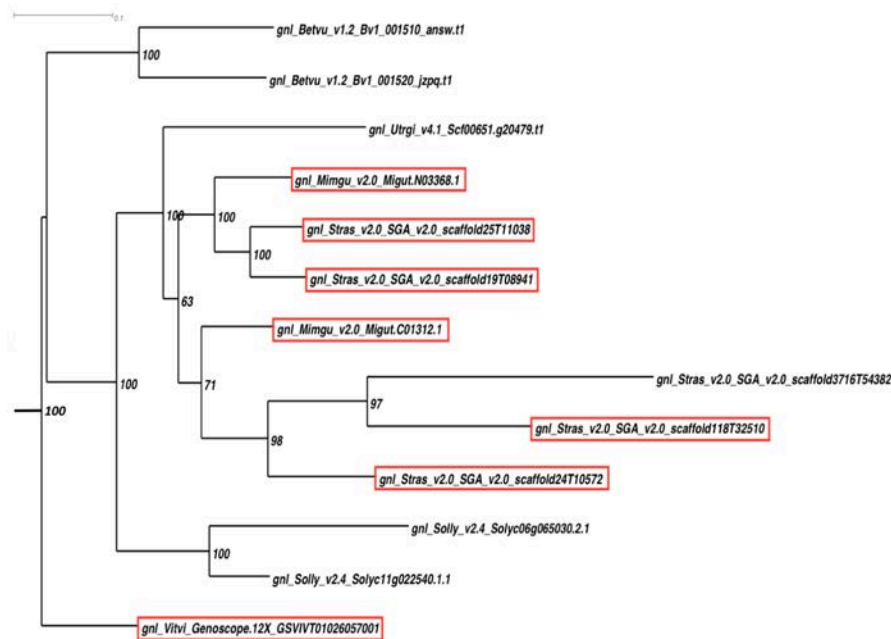 0.1
gnl_Betvu_v1.2_Bv1_001510_answ.t1
100
gnl_Betvu_v1.2_Bv1_001520_jzpq.t1
gnl_Utrgi_v4.1_Scf00651.g20479.t1
gnl_Mimgu_v2.0_Migut.N03368.1
100
100
gnl_Stras_v2.0_SGA_v2.0_scaffold25T11038
100
gnl_Stras_v2.0_SGA_v2.0_scaffold19T08941
63
gnl_Mimgu_v2.0_Migut.C01312.1
gnl_Stras_v2.0_SGA_v2.0_scaffold3716T54382
100
71
97
100
gnl_Stras_v2.0_SGA_v2.0_scaffold118T32510
98
gnl_Stras_v2.0_SGA_v2.0_scaffold24T10572
gnl_Solly_v2.4_Solyc06g065030.2.1
100
gnl_Solly_v2.4_Solyc11g022540.1.1
gnl_Vitvi_Genoscope.12X_GSVIVT01026057001